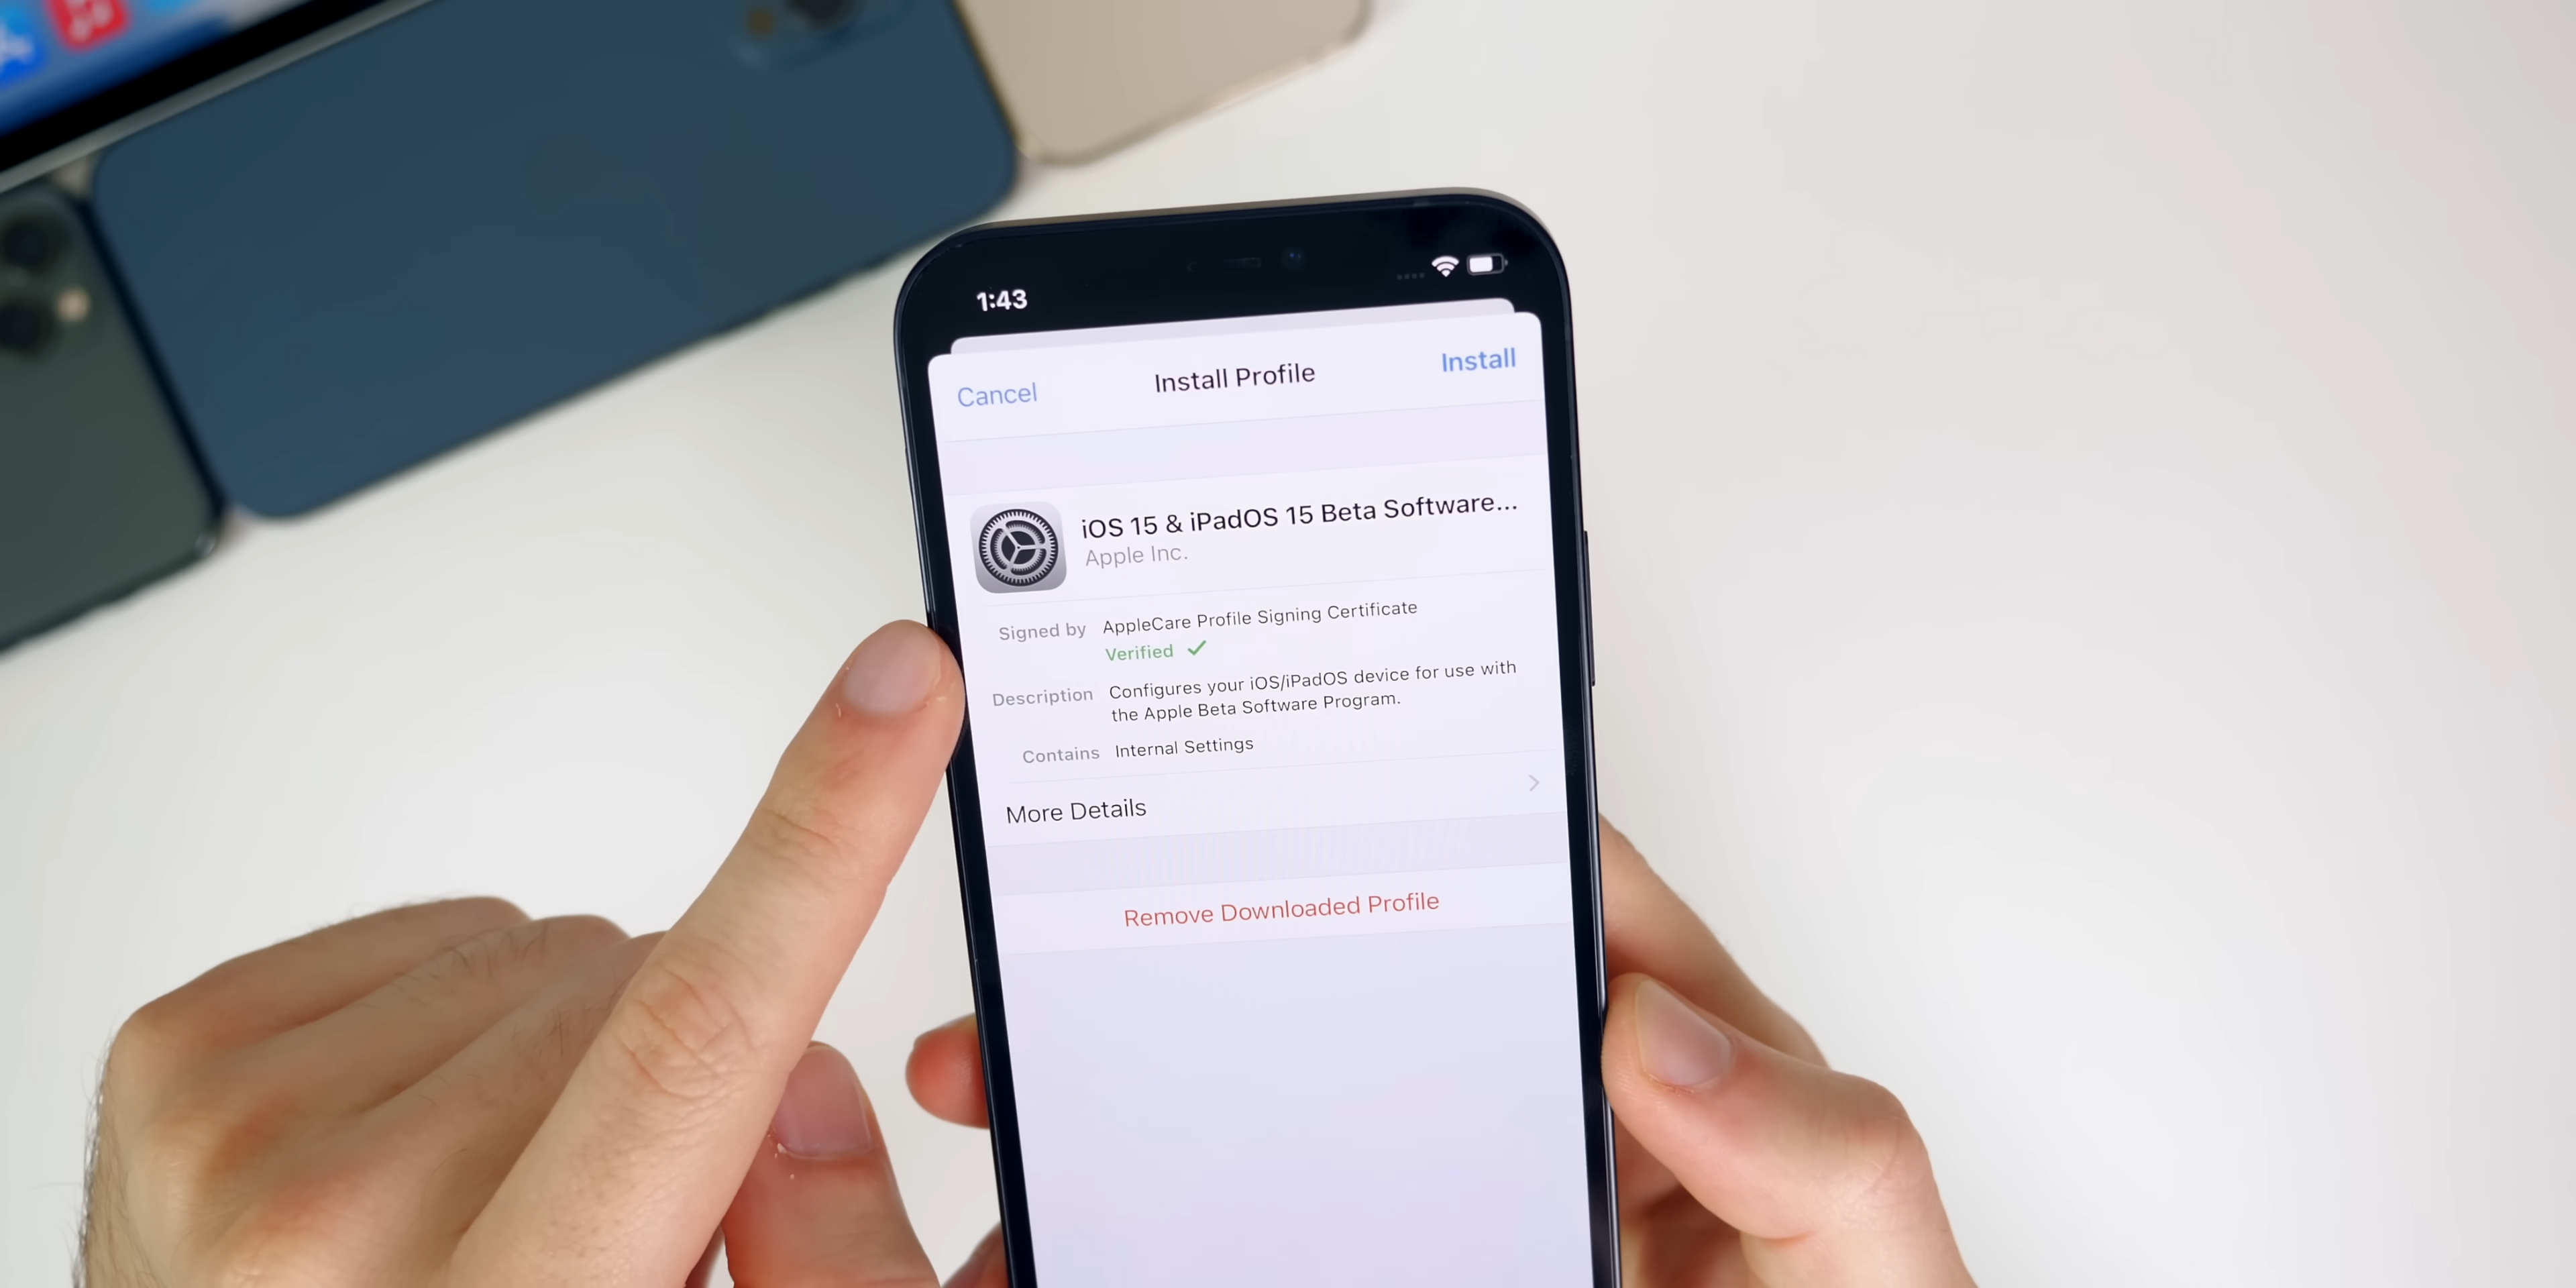 1:43
Cancel
Install Profile
Install
iOS 15 & iPadOS 15 Beta Software...
Apple Inc.
Signed by
AppleCare Profile Signing Certificate
Verified
Description
Configures your iOS/iPadOS device for use with
the Apple Beta Software Program.
Contains
Internal Settings
More Details
Remove Downloaded Profile